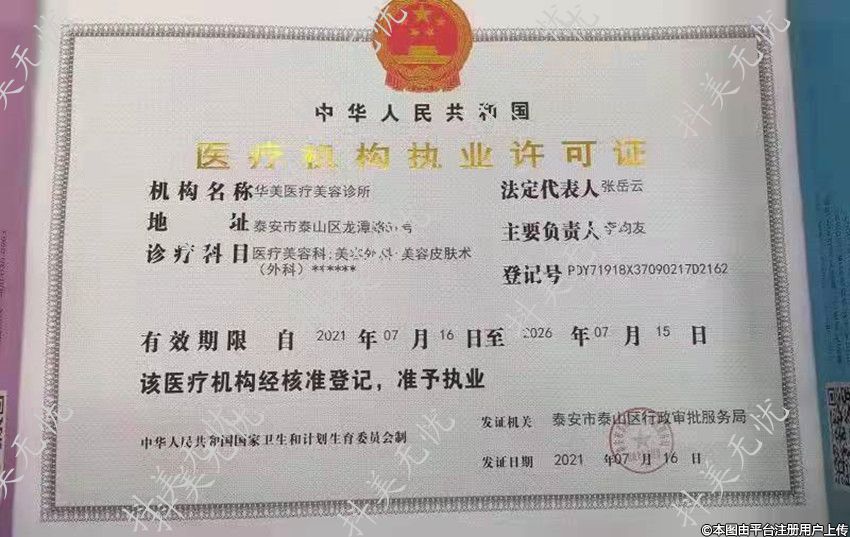 中华人民共和国
医疗机构执业许可证
机构名称 华美医疗美容诊所
法定代表人 张岳云
地 址 泰安市泰山区龙潭路 号
主要负责人 李均友
诊疗科目 医疗美容科;美容外科 美容皮肤术
(外科)******
登记号 PDY71918X37090217D2162
有效期限 自 2021 年 07 月 16 日至 2026 年 07 月 15 日
该医疗机构经核准登记,准予执业
发证机关 泰安市泰山区行政审批服务局
中华人民共和国国家卫生和计划生育委员会制
发证日期 2021 年 07 月 16 日
抖美无忧
©本图由平台注册用户上传